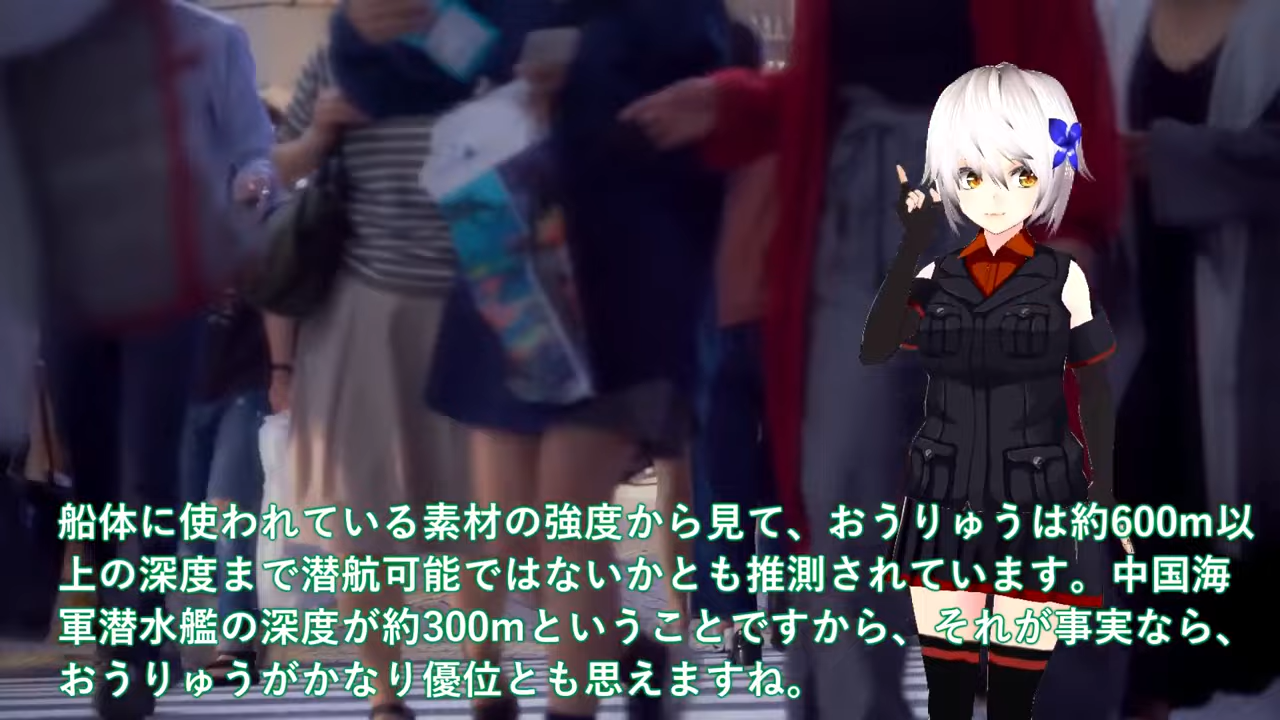 船体に使われている素材の強度から見て、おうりゅうは約600m以
上の深度まで潜航可能ではないかとも推測されています。中国海
軍潜水艦の深度が約300mということですから、それが事実なら、
おうりゅうがかなり優位とも思えますね。